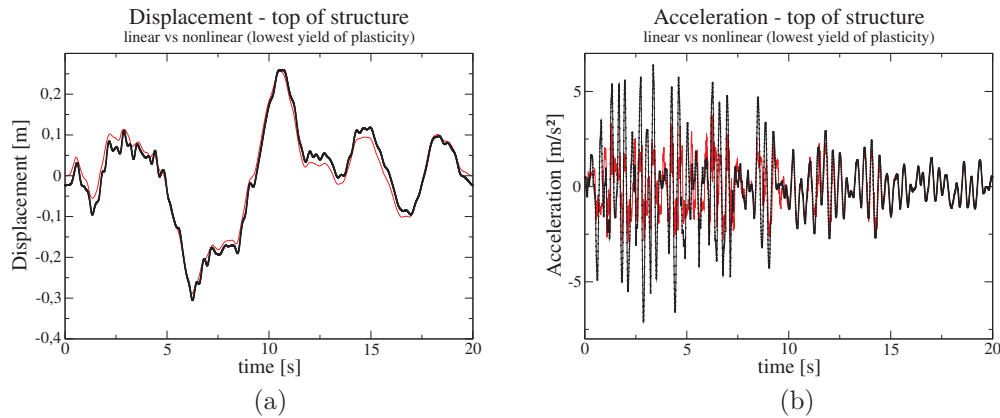 Displacement - top of structure
linear vs nonlinear (lowest yield of plasticity)
Displacement [m]
0,2
0,1
0
-0,1
-0,2
-0,3
-0,4
0
5
10
15
20
time [s]
(a)
Acceleration - top of structure
linear vs nonlinear (lowest yield of plasticity)
Acceleration [m/s²]
5
0
-5
0
5
10
15
20
time [s]
(b)